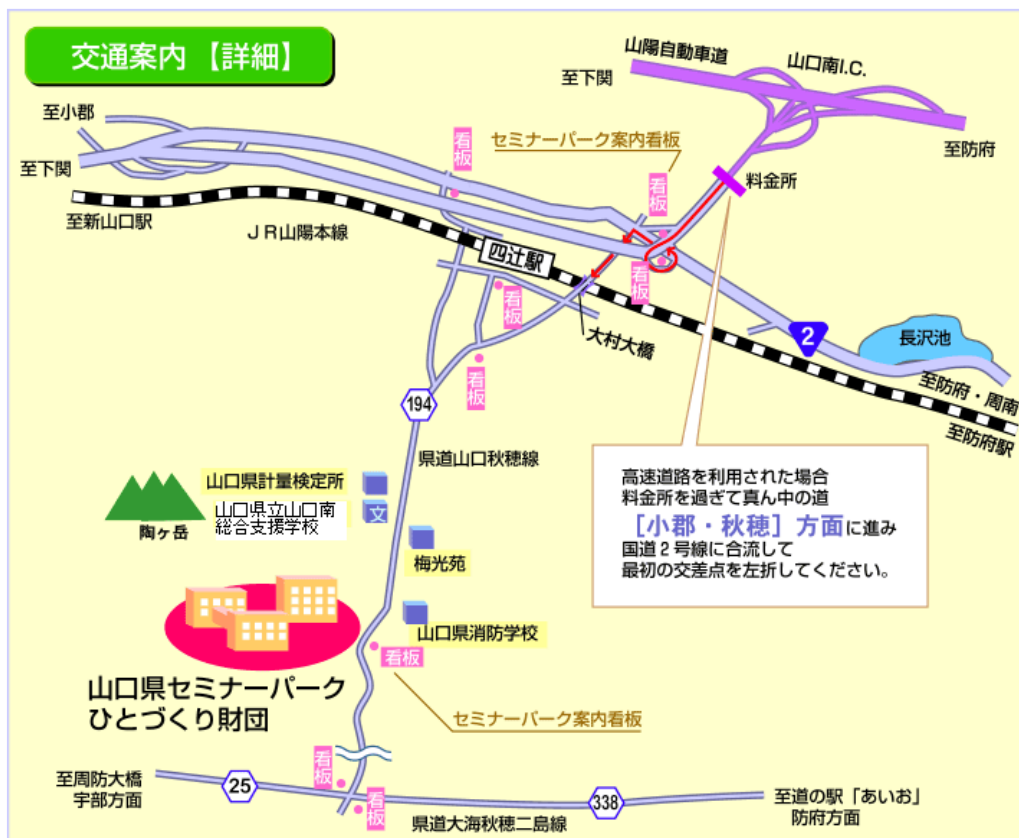 交通案内 【詳細】
山陽自動車道
山口南I.C.
至下関
至防府
至小郡
至下関
セミナーパーク案内看板
看板
看板
料金所
至新山口駅
JR山陽本線
四辻駅
看板
看板
大村大橋
2
長沢池
至防府・周南
至防府駅
看板
194
県道山口秋穂線
高速道路を利用された場合
料金所を過ぎて真ん中の道
［小郡・秋穂］方面に進み
国道2号線に合流して
最初の交差点を左折してください。
山口県計量検定所
山口県立山口南
総合支援学校
文
陶ヶ岳
梅光苑
山口県消防学校
看板
山口県セミナーパーク
ひとづくり財団
セミナーパーク案内看板
看板
至周防大橋
宇部方面
25
看板
県道大海秋穂二島線
338
至道の駅「あいお」
防府方面